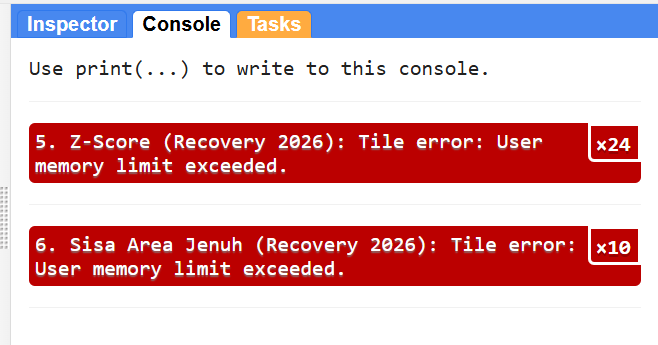 Inspector Console Tasks
Use print(...) to write to this console.
5. Z-Score (Recovery 2026): Tile error: User
memory limit exceeded.
×24
6. Sisa Area Jenuh (Recovery 2026): Tile error:
User memory limit exceeded.
×10